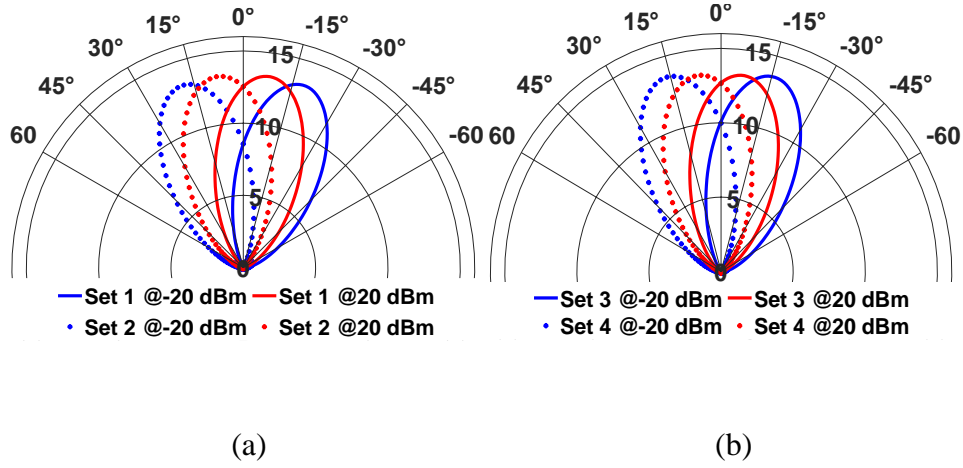 0° 0°
15° -15° 15° -15°
30° -30° 30° -30°
45° -45° 45° -45°
60 -60° 60 -60°
15 15
10 10
5 5
0 0
Set 1 @-20 dBm Set 1 @20 dBm
Set 2 @-20 dBm Set 2 @20 dBm
Set 3 @-20 dBm Set 3 @20 dBm
Set 4 @-20 dBm Set 4 @20 dBm
(a) (b)